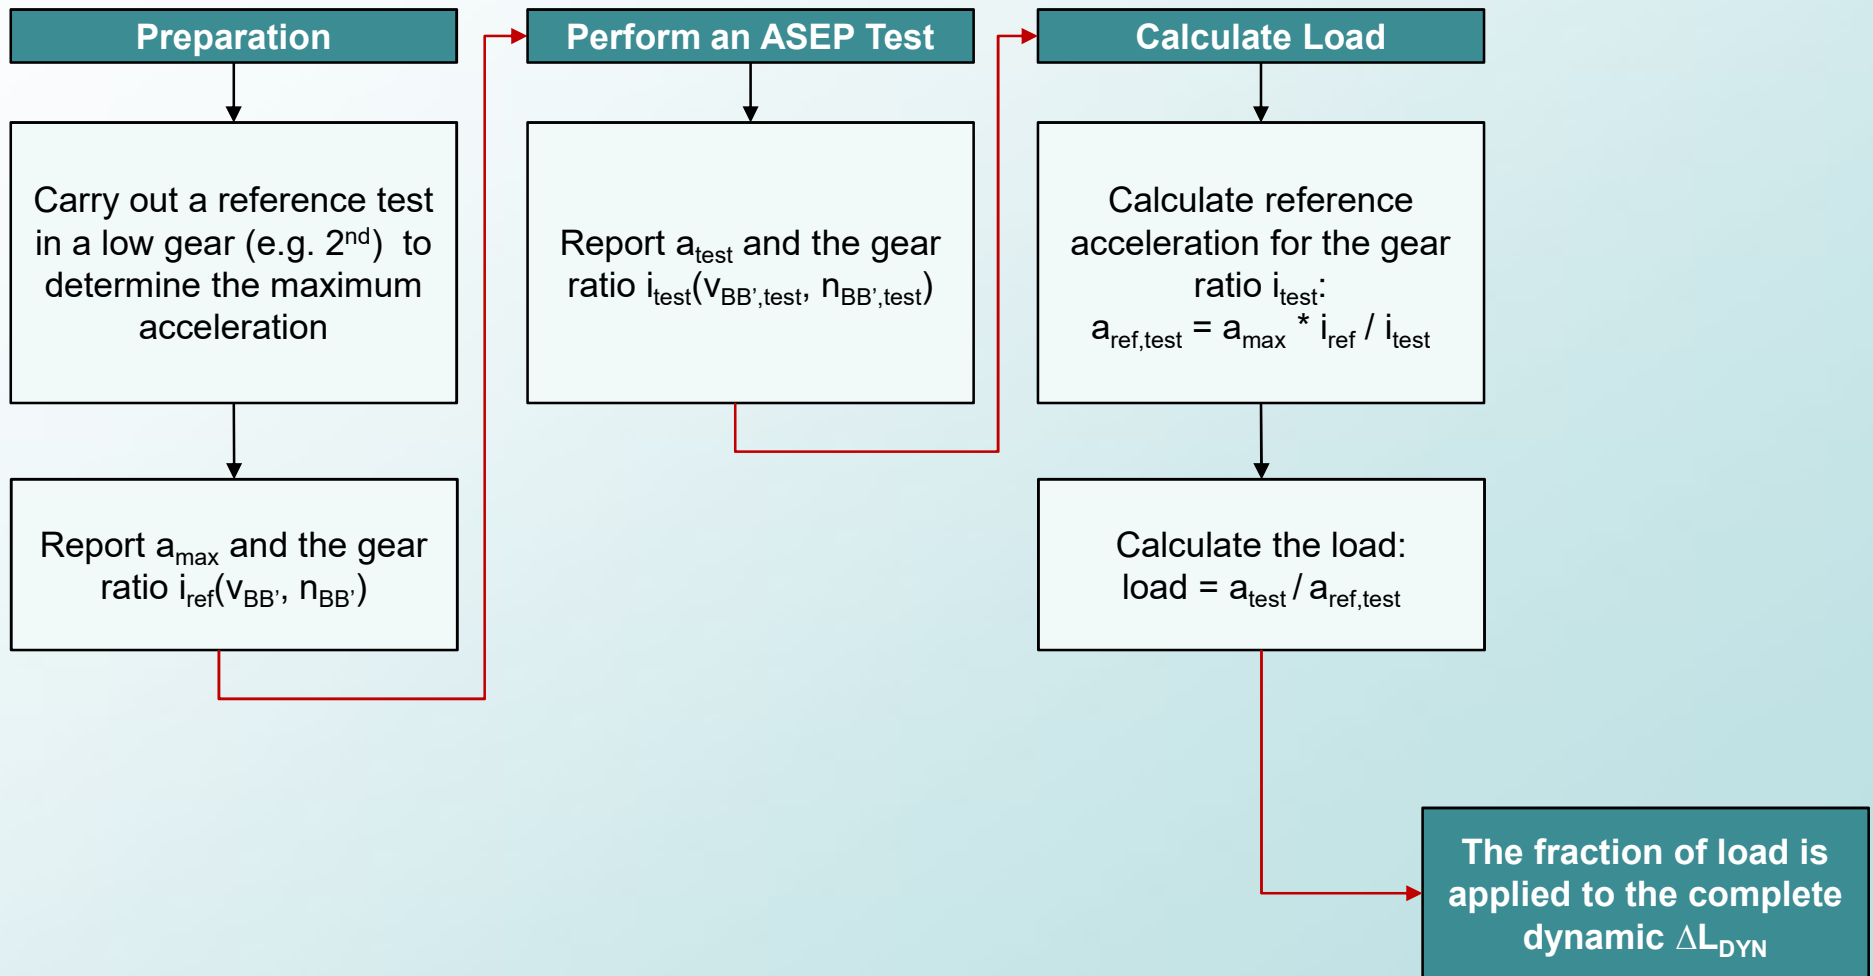 Preparation
Carry out a reference test
in a low gear (e.g. 2nd) to
determine the maximum
acceleration
Report amax and the gear
ratio iref(vBB’, nBB’)
Perform an ASEP Test
Report atest and the gear
ratio itest(vBB’,test, nBB’,test)
Calculate Load
Calculate reference
acceleration for the gear
ratio itest:
aref,test = amax * iref / itest
Calculate the load:
load = atest / aref,test
The fraction of load is
applied to the complete
dynamic ΔLDYN